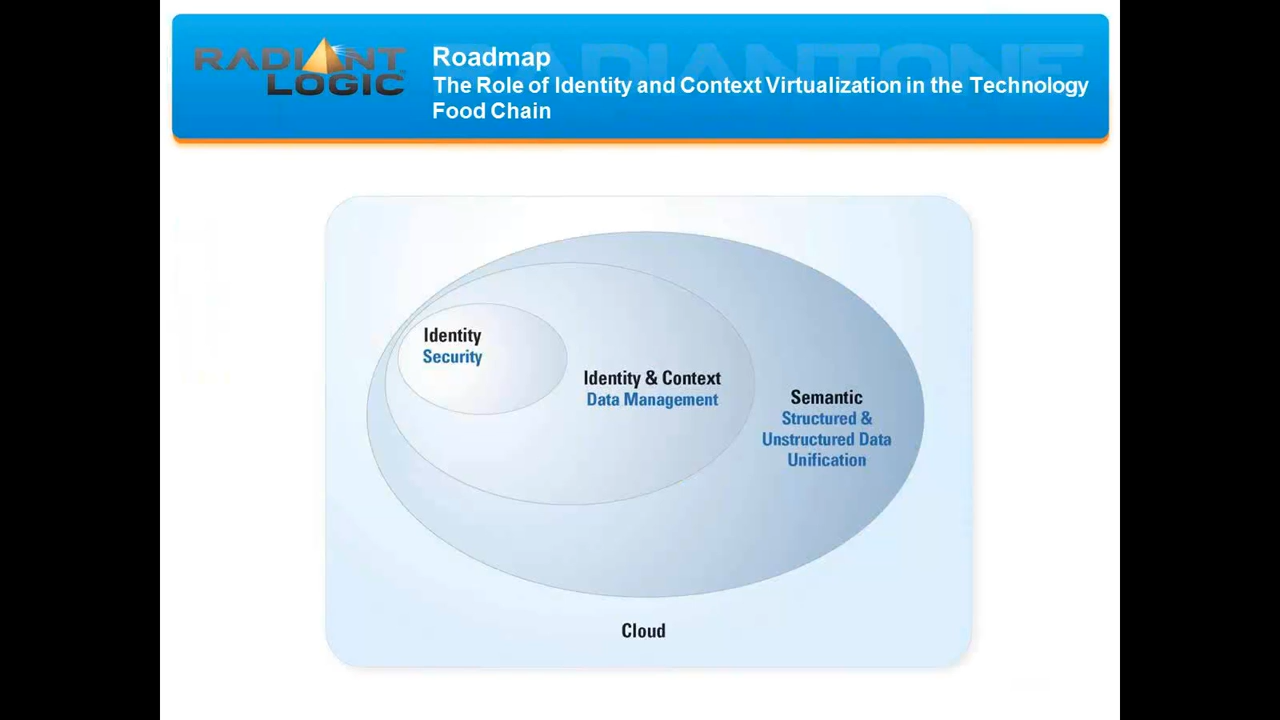 RADIANT
LOGIC
RADIANTONE
Roadmap
The Role of Identity and Context Virtualization in the Technology
Food Chain
Identity
Security
Identity & Context
Data Management
Semantic
Structured &
Unstructured Data
Unification
Cloud